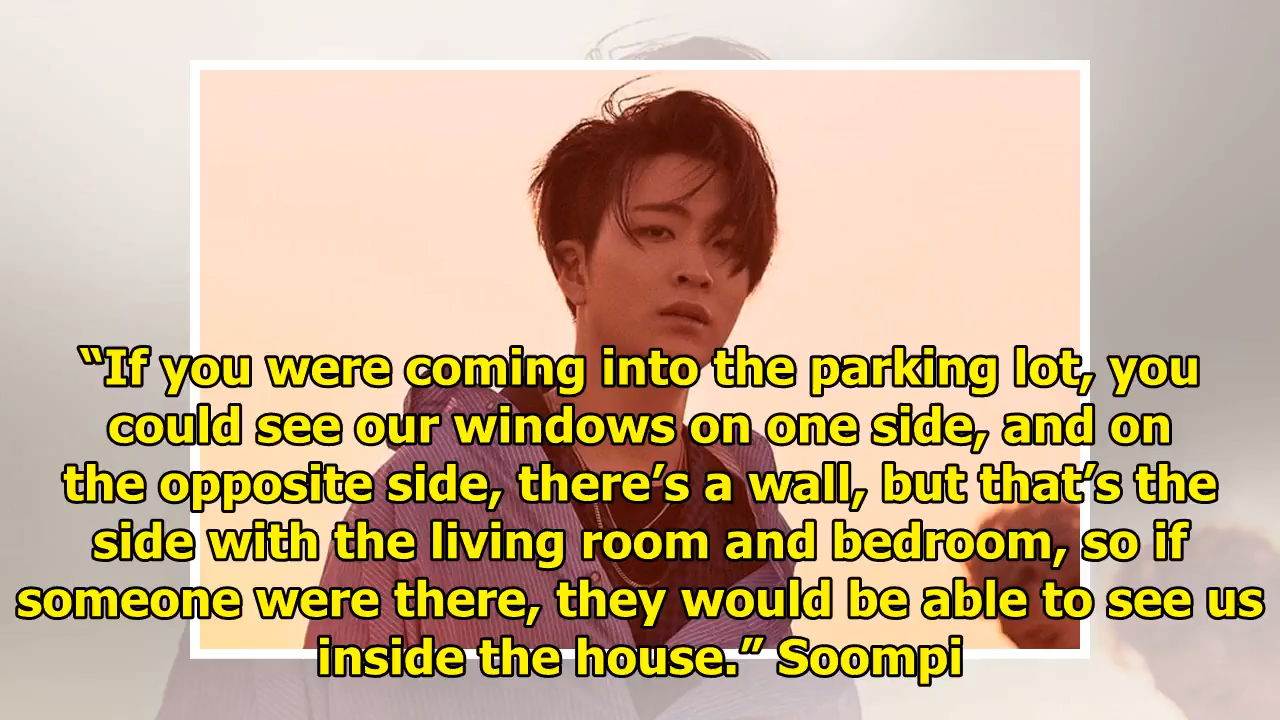 “If you were coming into the parking lot, you
could see our windows on one side, and on
the opposite side, there’s a wall, but that’s the
side with the living room and bedroom, so if
someone were there, they would be able to see us
inside the house.” Soompi